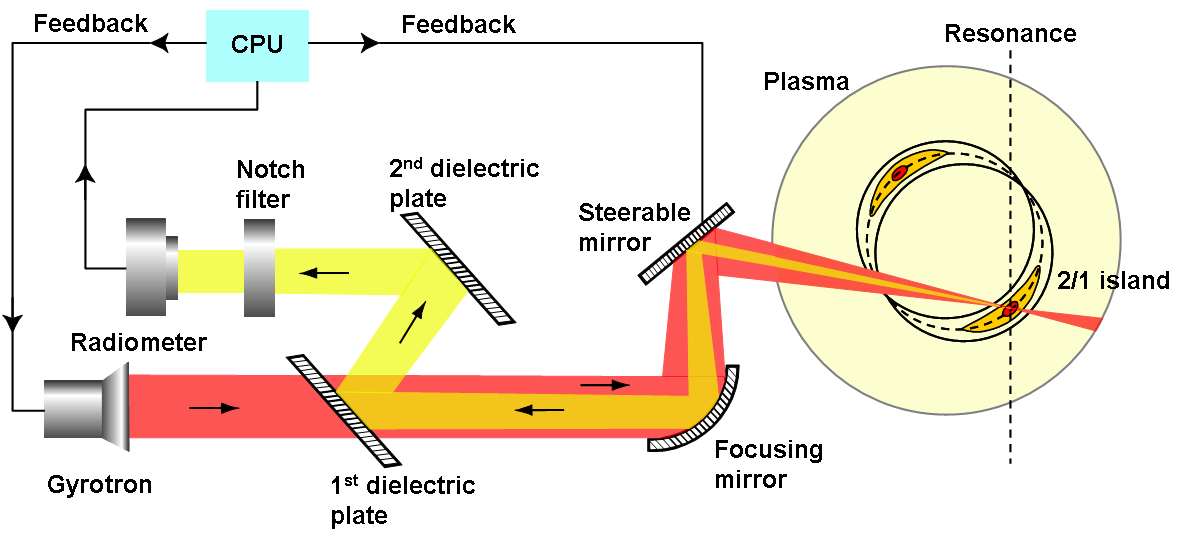 Feedback
CPU
Feedback
Resonance
Plasma
Notch
filter
2nd dielectric
plate
Steerable
mirror
2/1 island
Radiometer
Gyrotron
1st dielectric
plate
Focusing
mirror